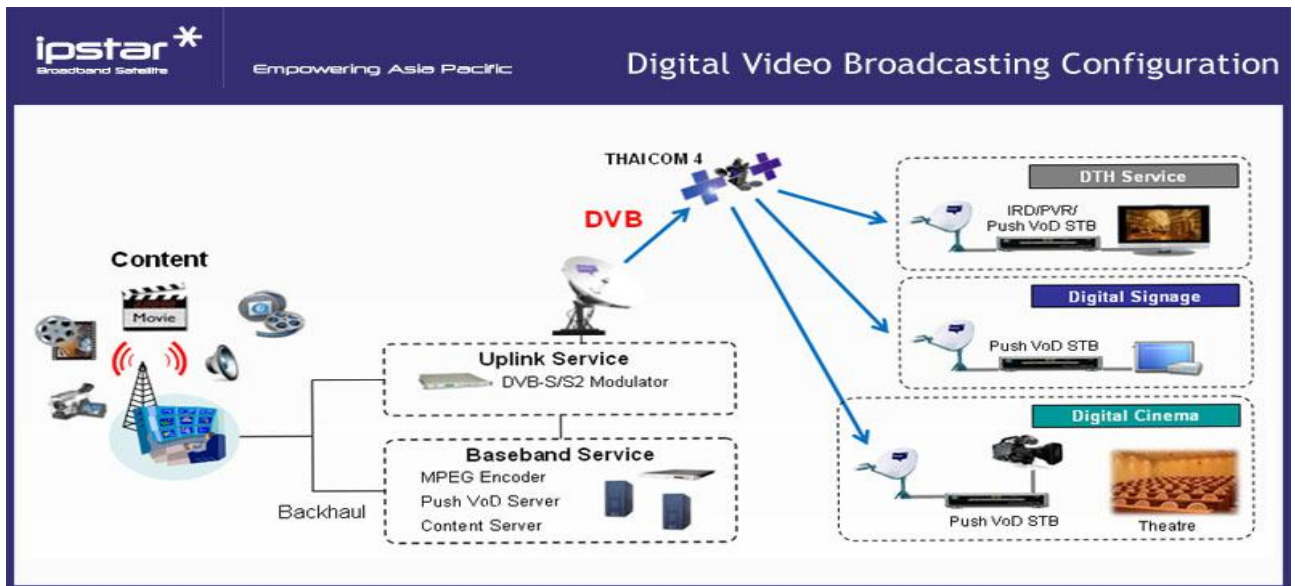 ipstar
Broadband Satellite
Empowering Asia Pacific
Digital Video Broadcasting Configuration
THAICOM 4
DVB
Content
Movie
Uplink Service
DVB-S/S2 Modulator
Baseband Service
MPEG Encoder
Push VoD Server
Content Server
Backhaul
DTH Service
IRD/PVR/
Push VoD STB
Digital Signage
Push VoD STB
Digital Cinema
Push VoD STB
Theatre